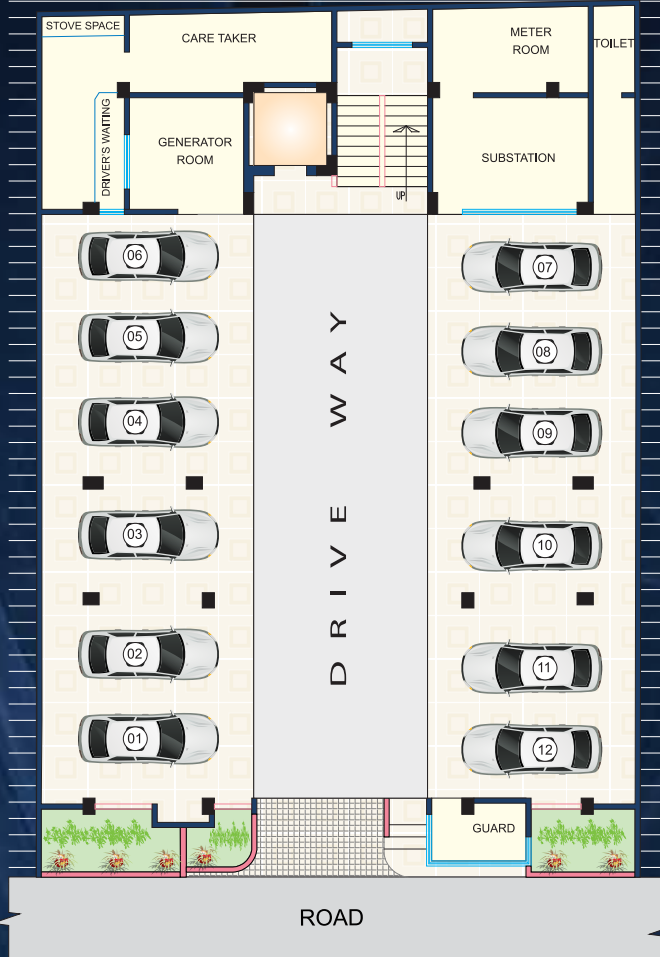 STOVE SPACE
CARE TAKER
METER
ROOM
TOILET
DRIVER'S WAITING
GENERATOR
ROOM
SUBSTATION
UP
06
07
05
08
04
09
03
10
02
11
01
12
DRIVE WAY
GUARD
ROAD